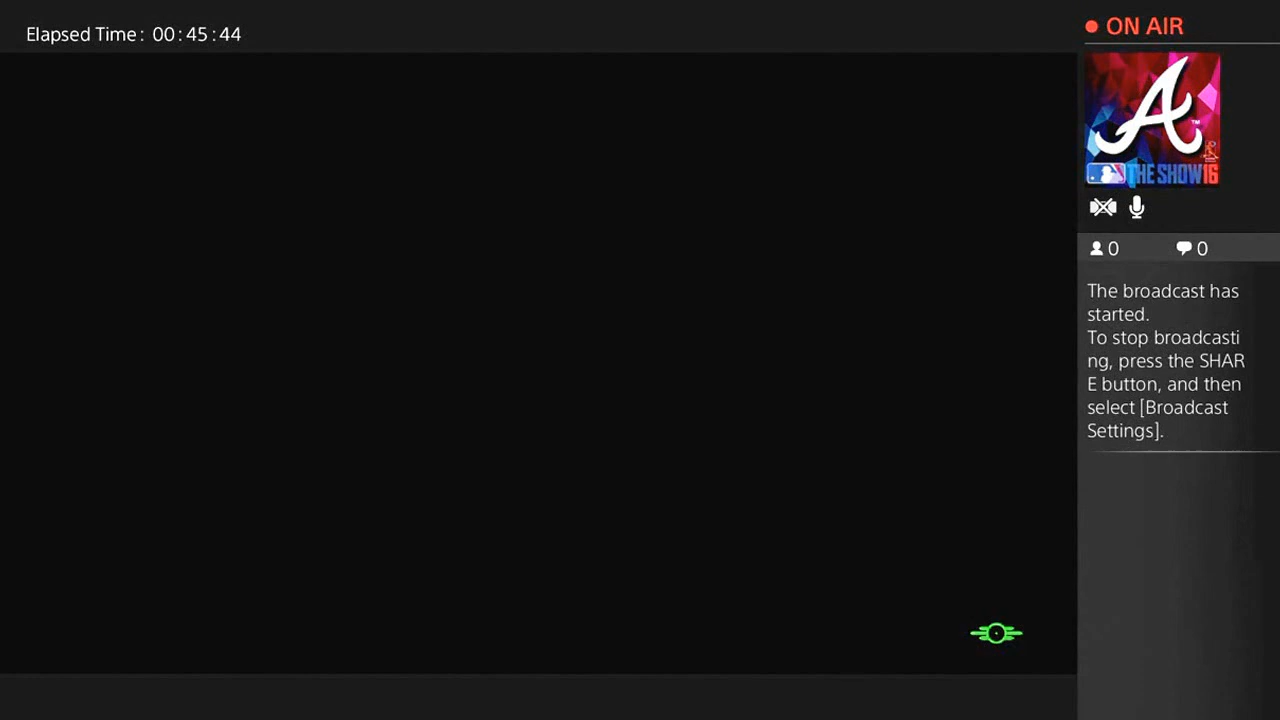 Elapsed Time: 00:45:44
ON AIR
A
TM
THE SHOW16
0 0
The broadcast has
started.
To stop broadcasti
ng, press the SHAR
E button, and then
select [Broadcast
Settings].